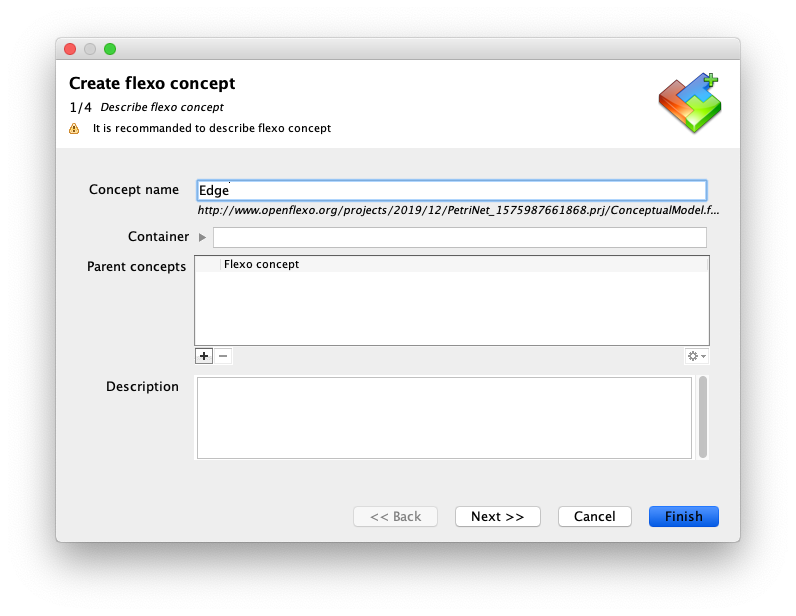 Create flexo concept
1/4 Describe flexo concept
It is recommanded to describe flexo concept
Concept name Edge
http://www.openflexo.org/projects/2019/12/PetriNet_1575987661868.prj/ConceptualModel.f...
Container
Parent concepts Flexo concept
Description
<< Back Next >> Cancel Finish